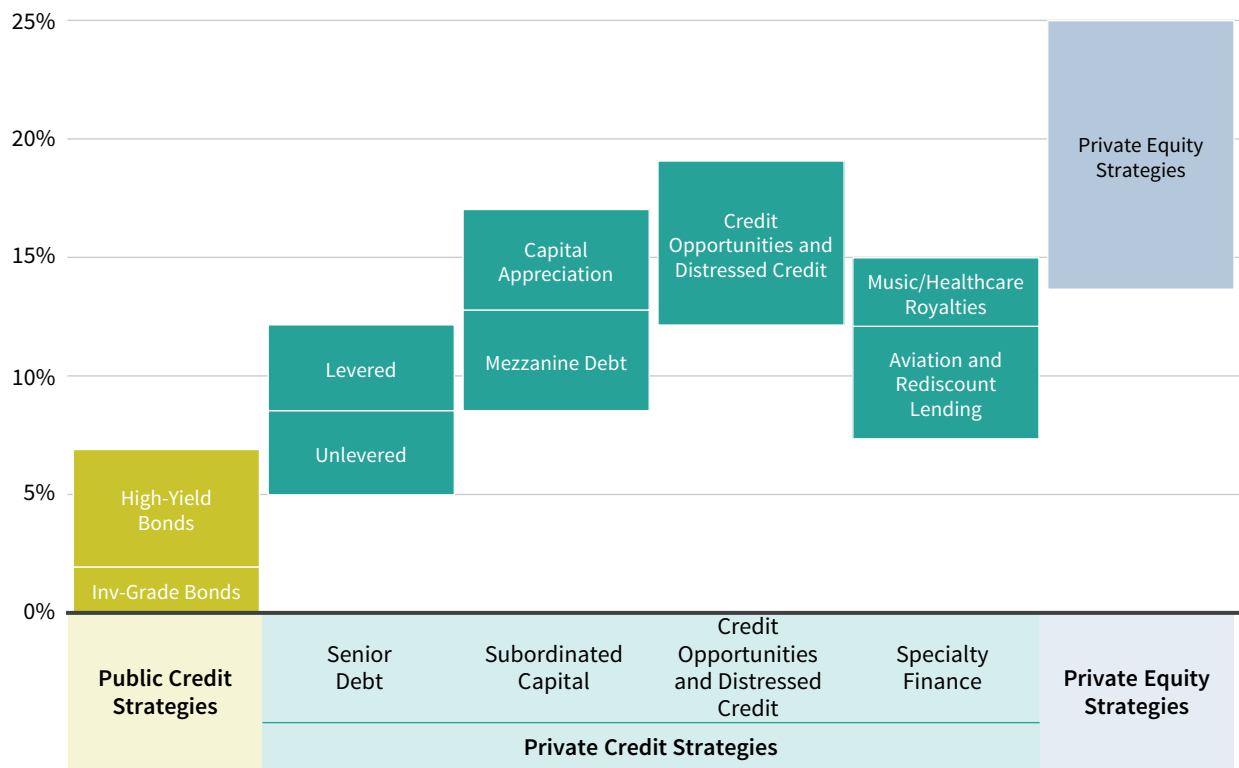 25%
20%
15%
10%
5%
0%
High-Yield
Bonds
Inv-Grade Bonds
Levered
Unlevered
Capital
Appreciation
Mezzanine Debt
Credit
Opportunities and
Distressed Credit
Music/Healthcare
Royalties
Aviation and
Rediscount
Lending
Private Equity
Strategies
Public Credit
Strategies
Senior
Debt
Subordinated
Capital
Credit
Opportunities
and Distressed
Credit
Specialty
Finance
Private Equity
Strategies
Private Credit Strategies